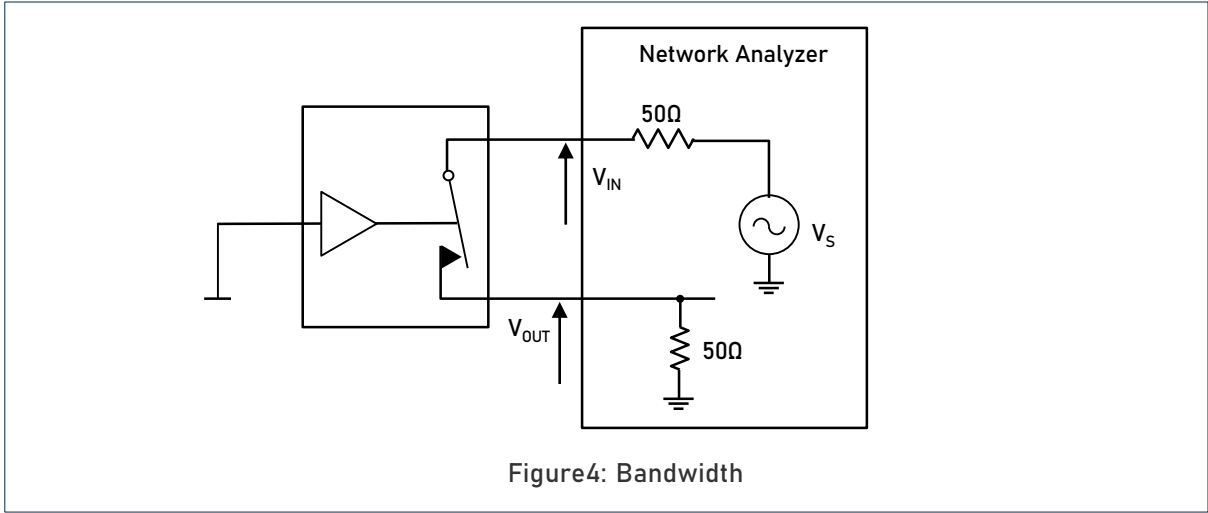 Network Analyzer
50Ω
V_IN
V_S
V_OUT
50Ω
Figure4: Bandwidth